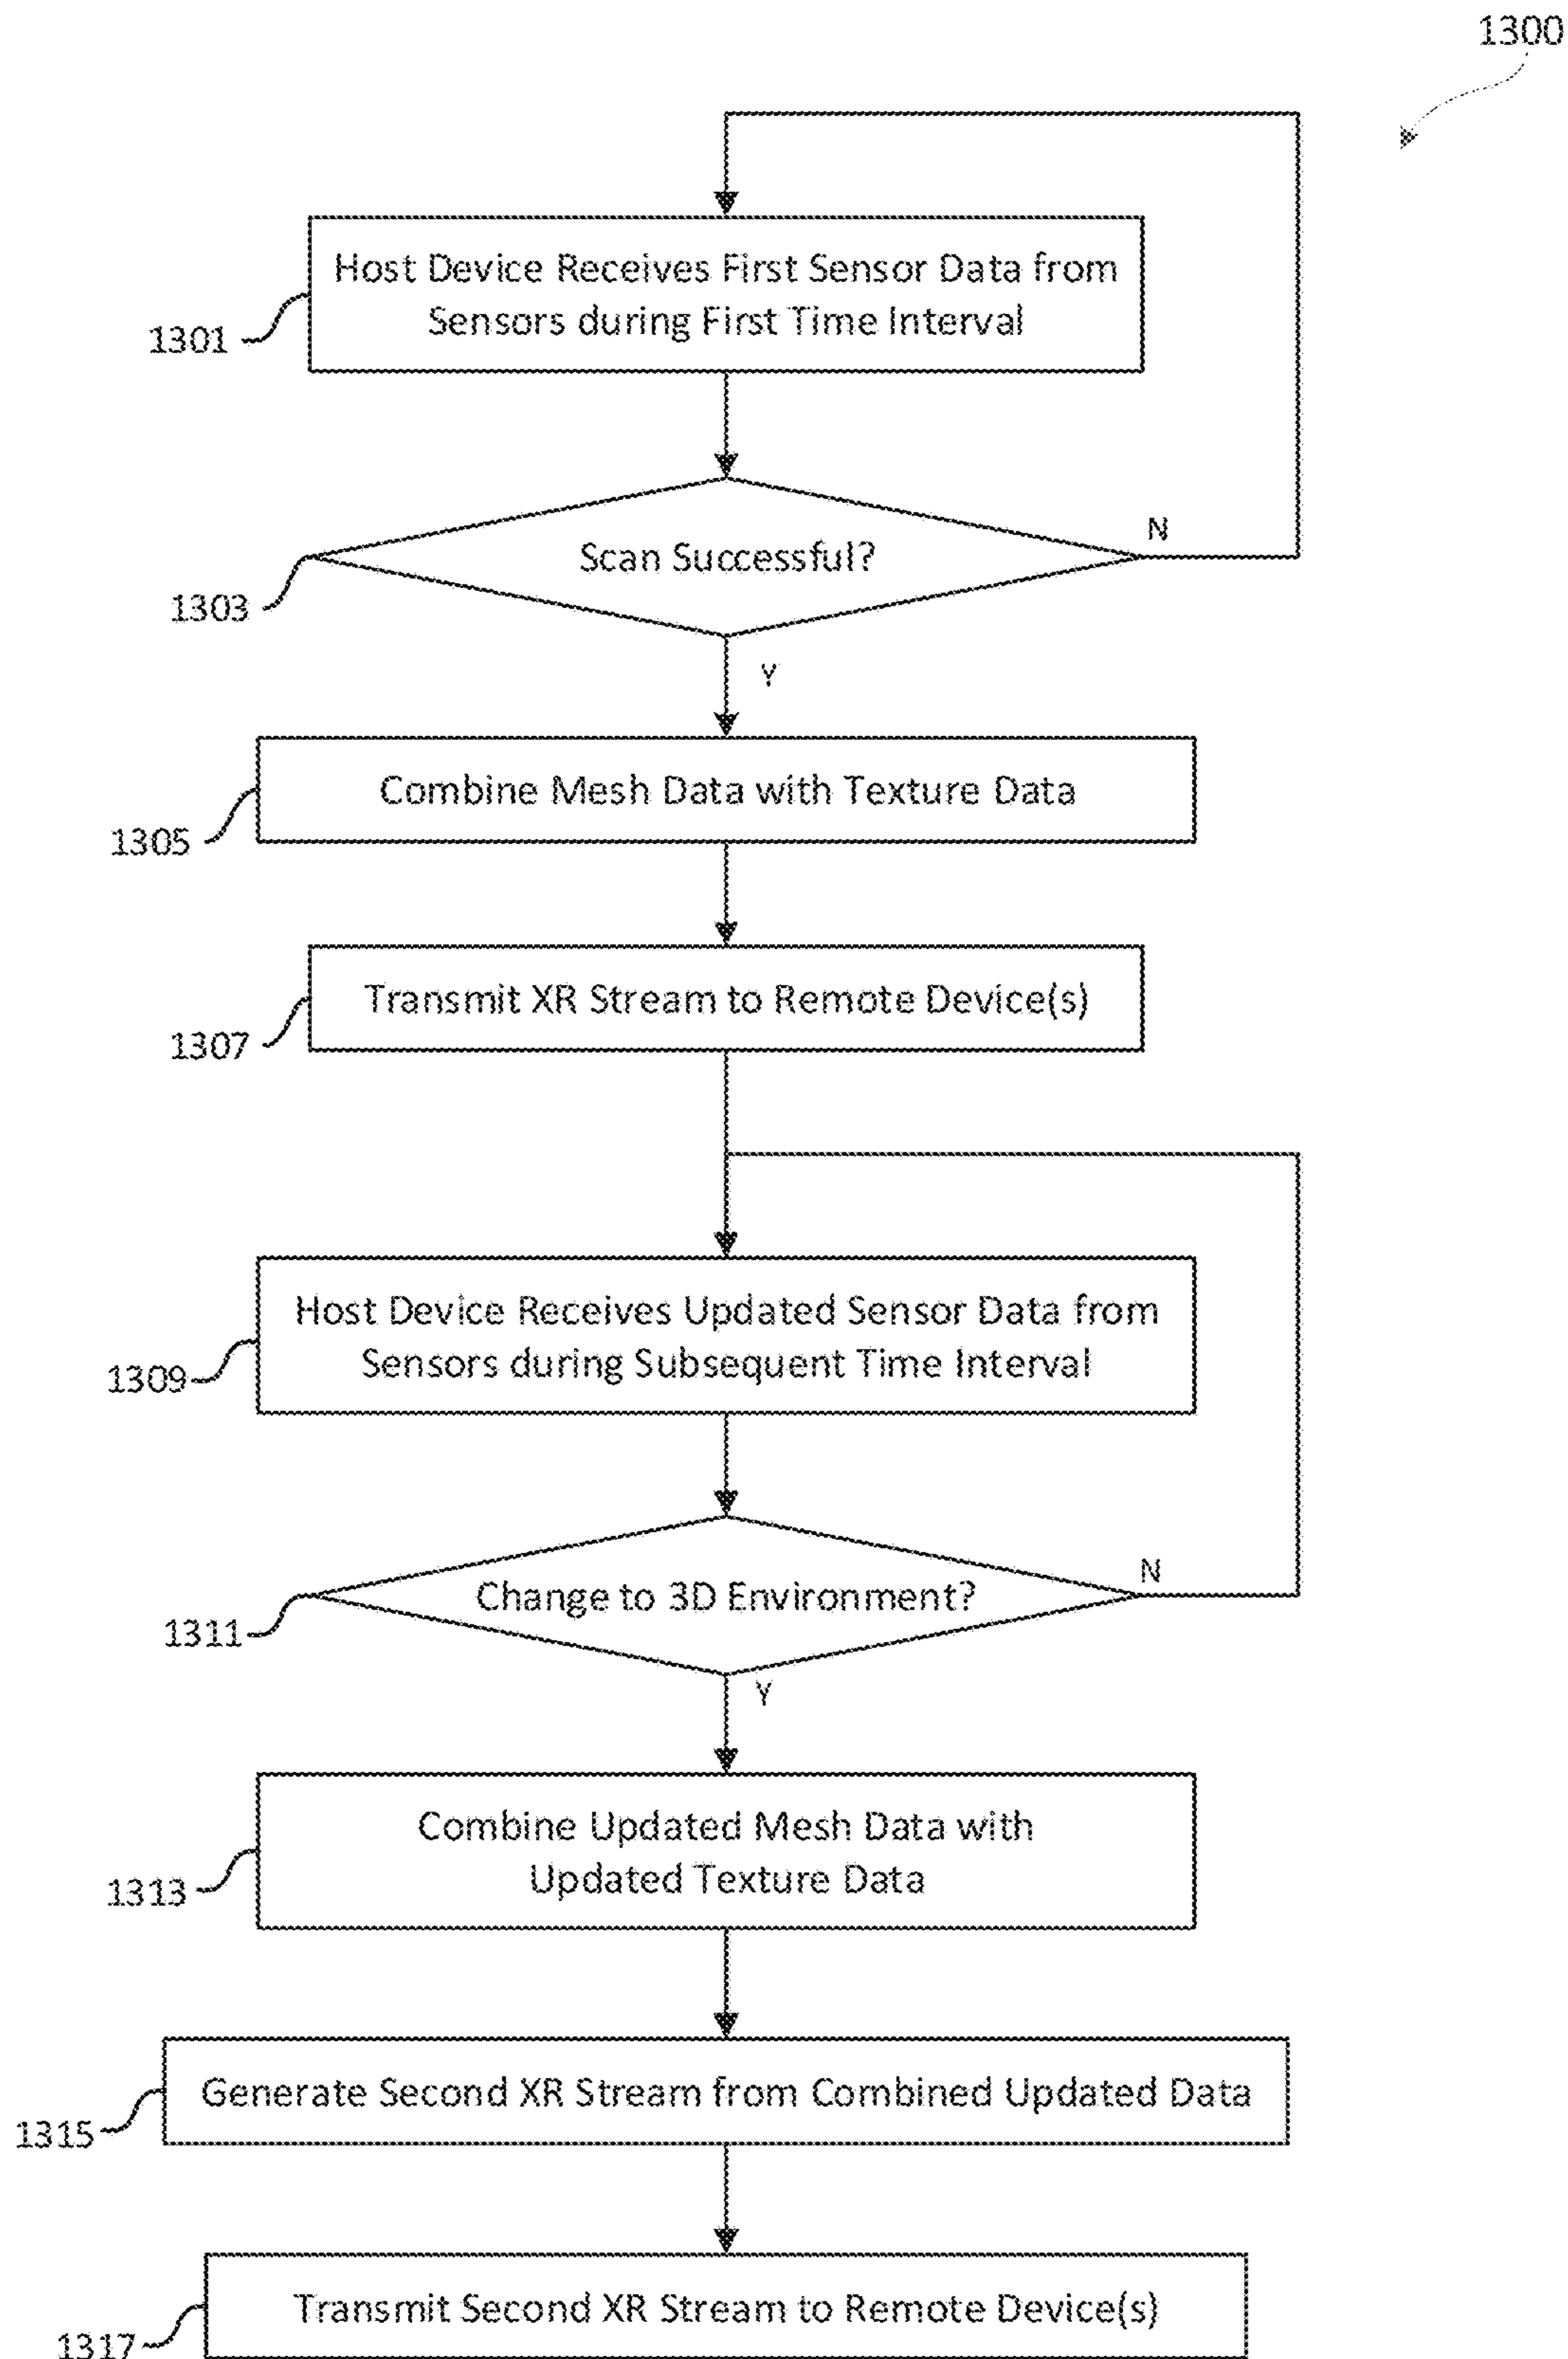 1300
Host Device Receives First Sensor Data from
Sensors during First Time Interval
1301
Scan Successful?
N
1303
Y
Combine Mesh Data with Texture Data
1305
Transmit XR Stream to Remote Device(s)
1307
Host Device Receives Updated Sensor Data from
Sensors during Subsequent Time Interval
1309
Change to 3D Environment?
N
1311
Y
Combine Updated Mesh Data with
Updated Texture Data
1313
Generate Second XR Stream from Combined Updated Data
1315
Transmit Second XR Stream to Remote Device(s)
1317